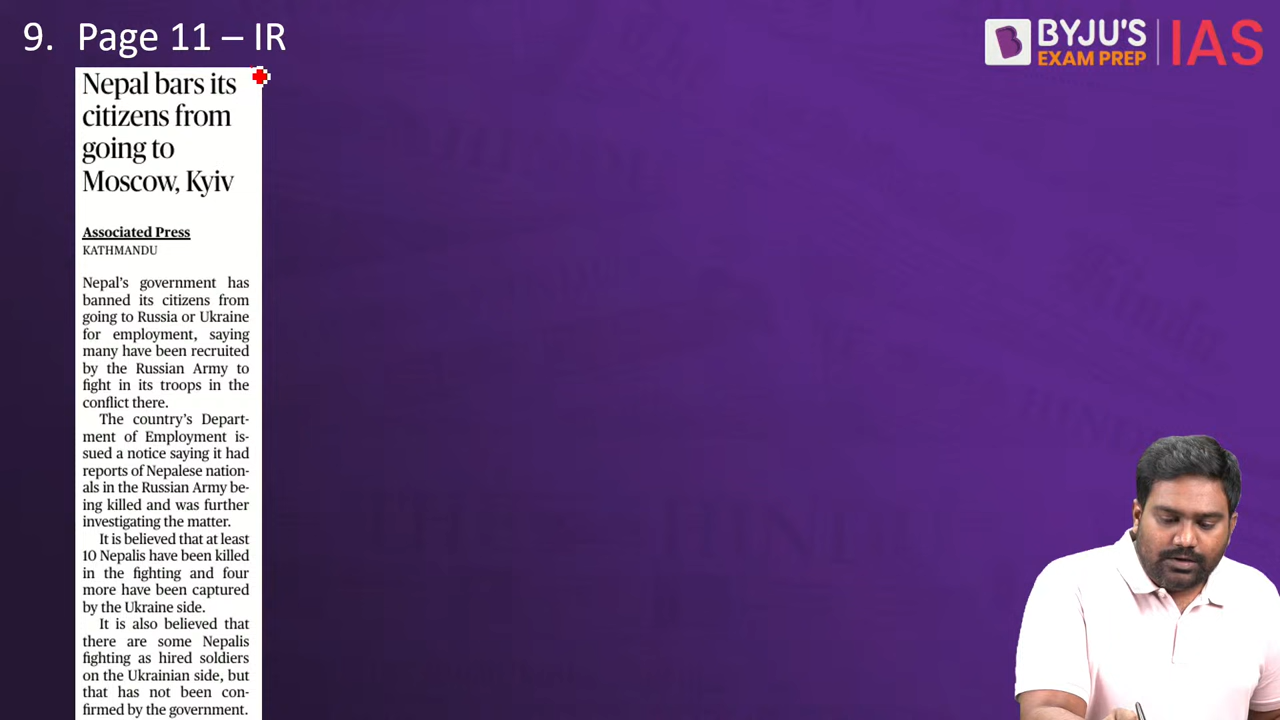 9. Page 11 – IR
BYJU'S
EXAM PREP
IAS
Nepal bars its
citizens from
going to
Moscow, Kyiv
Associated Press
KATHMANDU
Nepal's government has
banned its citizens from
going to Russia or Ukraine
for employment, saying
many have been recruited
by the Russian Army to
fight in its troops in the
conflict there.
The country's Depart-
ment of Employment is-
sued a notice saying it had
reports of Nepalese nation-
als in the Russian Army be-
ing killed and was further
investigating the matter.
It is believed that at least
10 Nepalis have been killed
in the fighting and four
more have been captured
by the Ukraine side.
It is also believed that
there are some Nepalis
fighting as hired soldiers
on the Ukrainian side, but
that has not been con-
firmed by the government.